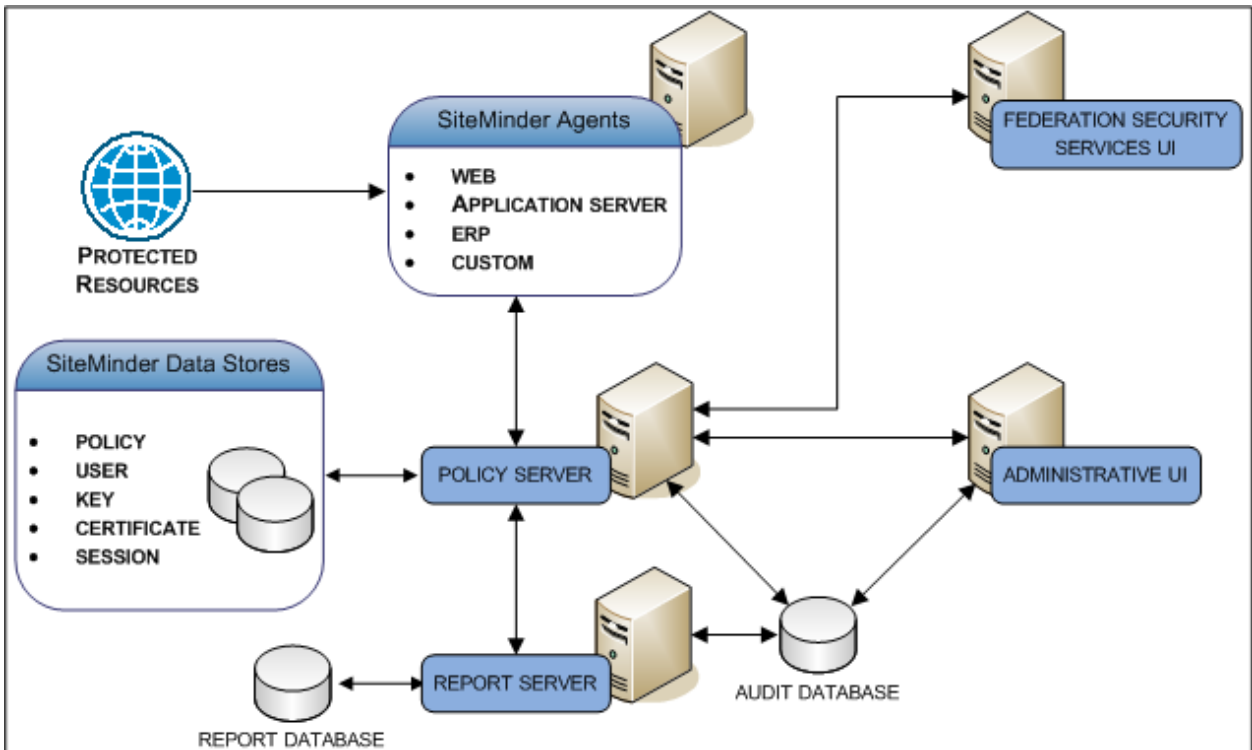 SiteMinder Agents
• WEB
• APPLICATION SERVER
• ERP
• CUSTOM
FEDERATION SECURITY
SERVICES UI
PROTECTED
RESOURCES
SiteMinder Data Stores
• POLICY
• USER
• KEY
• CERTIFICATE
• SESSION
POLICY SERVER
ADMINISTRATIVE UI
REPORT SERVER
AUDIT DATABASE
REPORT DATABASE